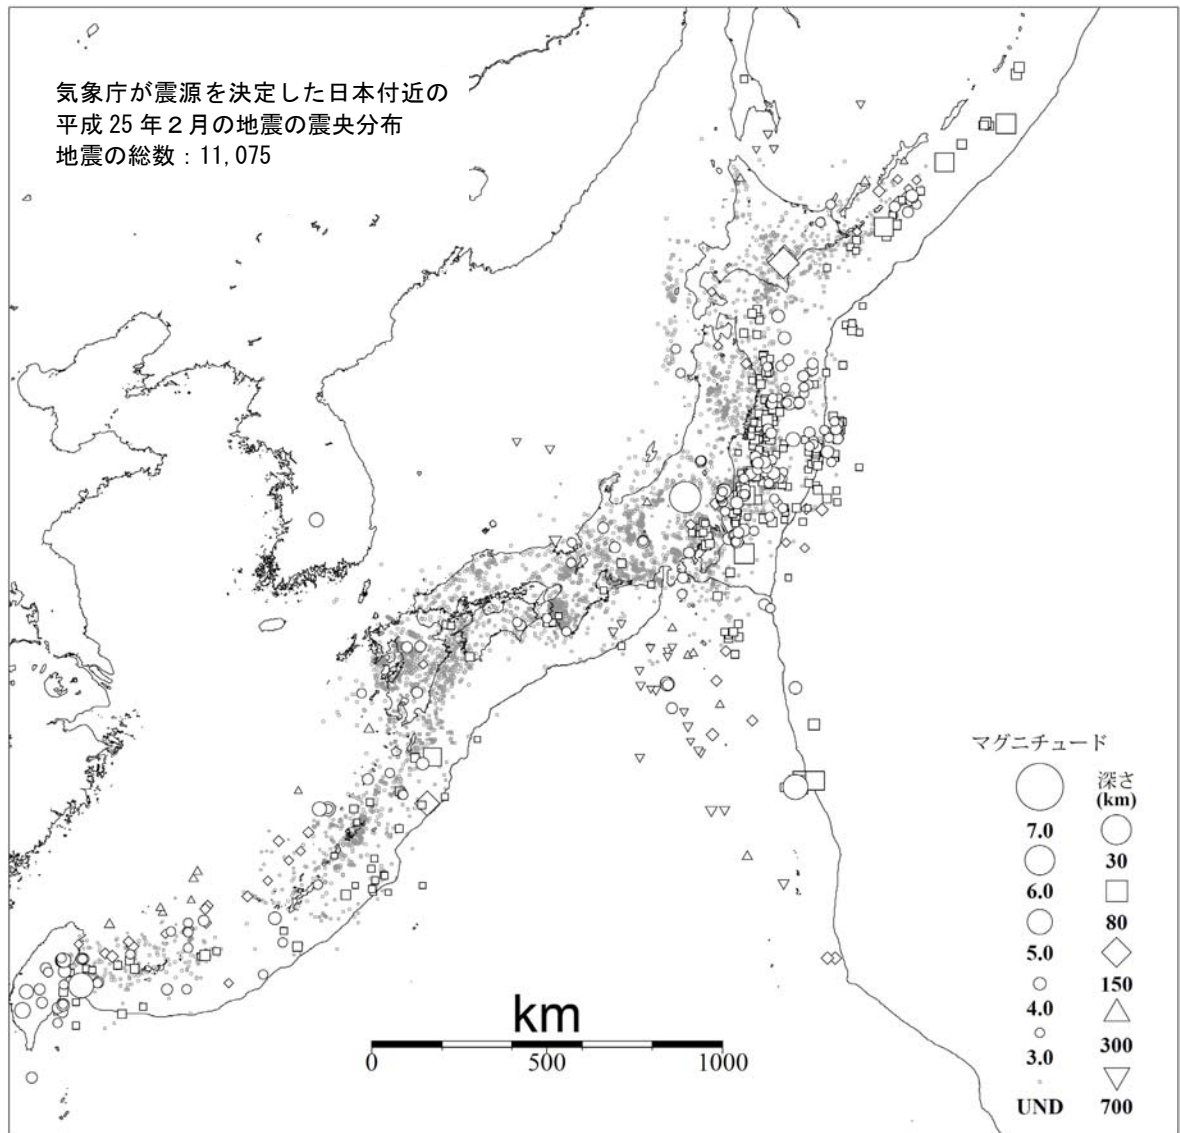 気象庁が震源を決定した日本付近の
平成25年2月の地震の震央分布
地震の総数：11,075
マグニチュード
深さ
(km)
7.0
30
6.0
80
5.0
150
4.0
300
3.0
UND
700
km
0 500 1000